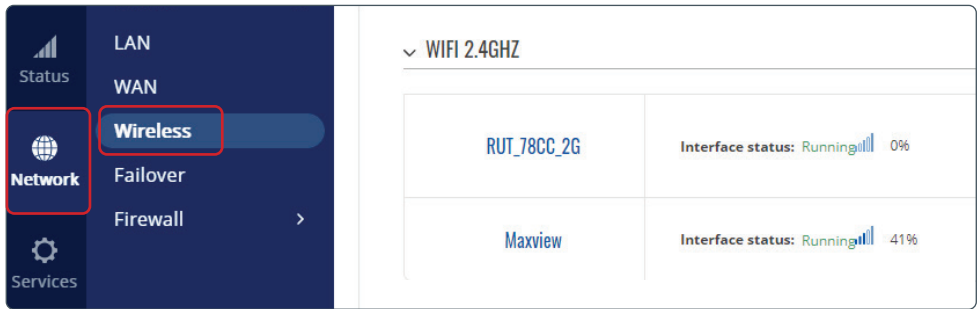 Status
Network
Services
LAN
WAN
Wireless
Failover
Firewall
WIFI 2.4GHZ
RUT_78CC_2G
Interface status: Running 0%
Maxview
Interface status: Running 41%